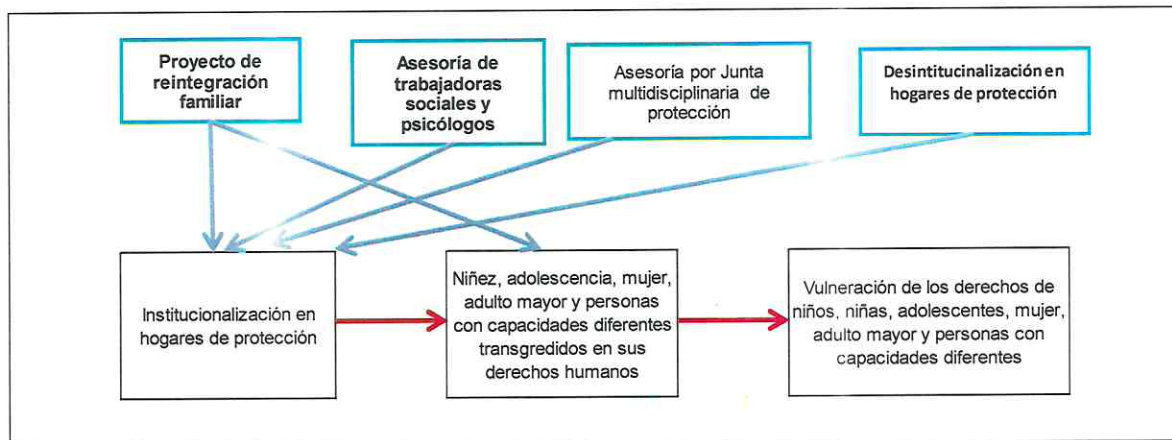 Proyecto de
reintegración
familiar
Asesoría de
trabajadoras
sociales y
psicólogos
Asesoría por Junta
multidisciplinaria de
protección
Desintitucinalización en
hogares de protección
Institucionalización en
hogares de protección
Niñez, adolescencia, mujer,
adulto mayor y personas
con capacidades diferentes
transgredidos en sus
derechos humanos
Vulneración de los derechos de
niños, niñas, adolescentes, mujer,
adulto mayor y personas con
capacidades diferentes